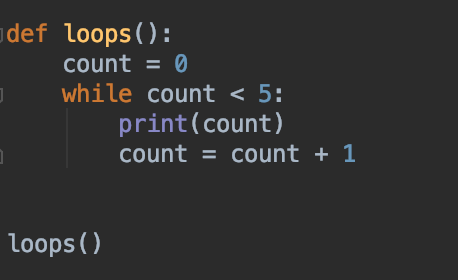 def loops():
    count = 0
    while count < 5:
        print(count)
        count = count + 1
loops()